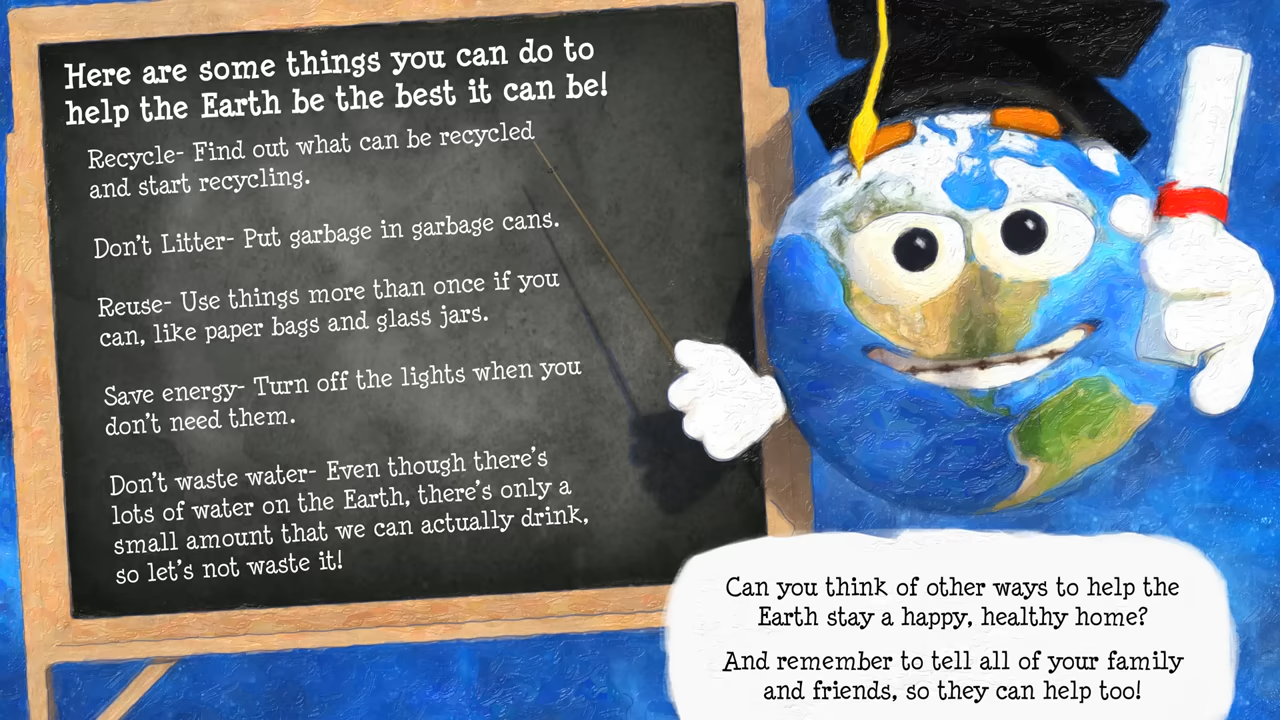 Here are some things you can do to
help the Earth be the best it can be!
Recycle- Find out what can be recycled
and start recycling.
Don't Litter- Put garbage in garbage cans.
Reuse- Use things more than once if you
can, like paper bags and glass jars.
Save energy- Turn off the lights when you
don't need them.
Don't waste water- Even though there's
lots of water on the Earth, there's only a
small amount that we can actually drink,
so let's not waste it!
Can you think of other ways to help the
Earth stay a happy, healthy home?
And remember to tell all of your family
and friends, so they can help too!